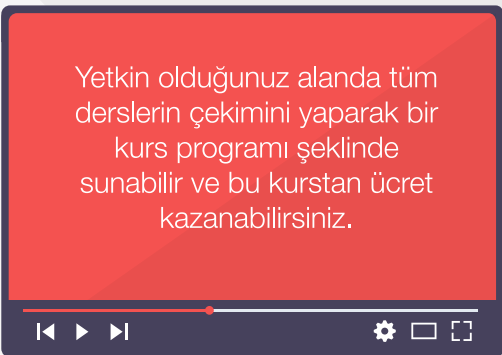 Yetkin olduğunuz alanda tüm
derslerin çekimini yaparak bir
kurs programı şeklinde
sunabilir ve bu kurstan ücret
kazanabilirsiniz.